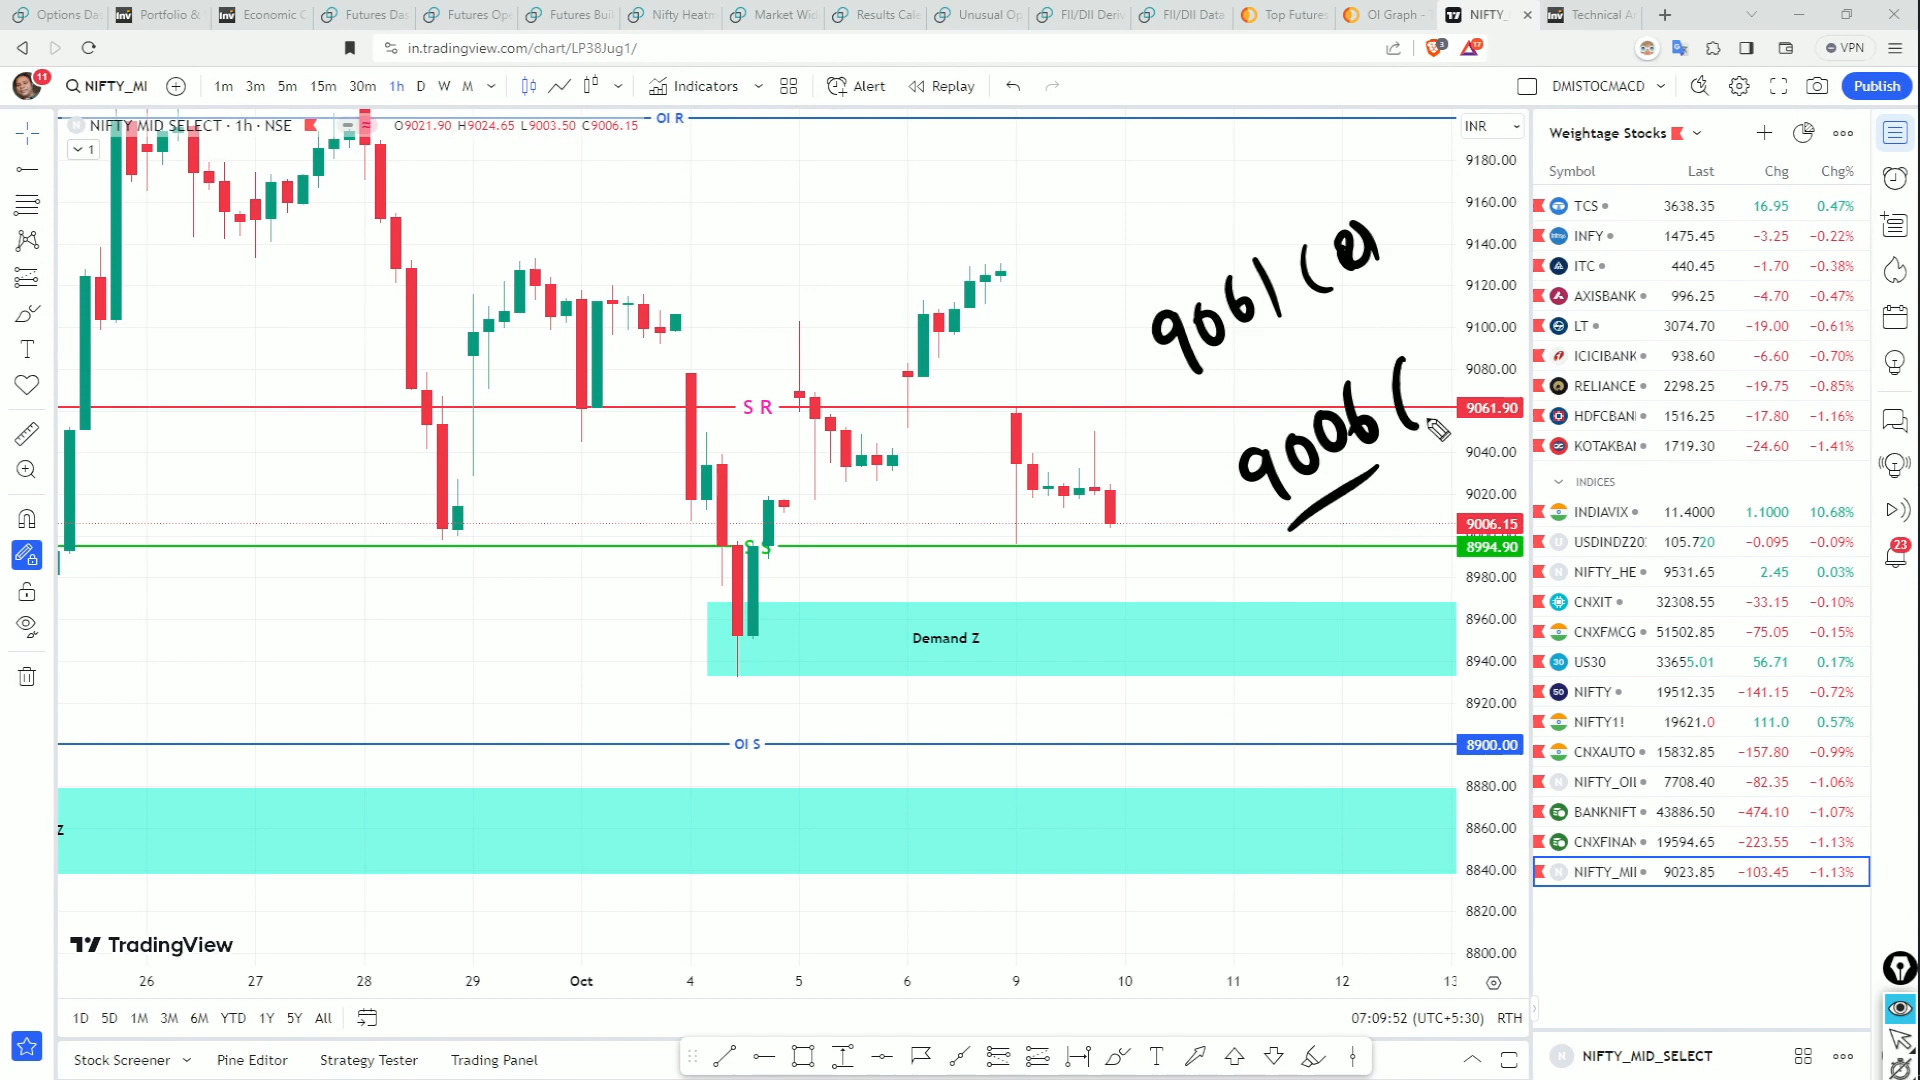 Options Das
Portfolio &
Economic C
Futures Das
Futures Ope
Futures Buil
Nifty Heatm
Market Wid
Results Cale
Unusual Op
FII/DII Deriv
FII/DII Data
Top Futures
OI Graph -
NIFTY_
Technical A
in.tradingview.com/chart/LP38Jug1/
VPN
11
NIFTY_MI
1m 3m 5m 15m 30m 1h D W M
Indicators
Alert
Replay
DMISTOCMACD
Publish
NIFTY MID SELECT · 1h · NSE
O9021.90 H9024.65 L9003.50 C9006.15
1
OI R
INR
9180.00
9160.00
9140.00
9120.00
9100.00
9080.00
9061.90
9040.00
9020.00
9006.15
8994.90
8980.00
8960.00
8940.00
8920.00
8900.00
8880.00
8860.00
8840.00
8820.00
8800.00
9061 (
9006 (
S R
S S
Demand Z
OI S
Z
TradingView
26 27 28 29 Oct 4 5 6 9 10 11 12 13
1D 5D 1M 3M 6M YTD 1Y 5Y All
07:09:52 (UTC+5:30) RTH
Stock Screener Pine Editor Strategy Tester Trading Panel
Weightage Stocks
Symbol Last Chg Chg%
TCS 3638.35 16.95 0.47%
INFY 1475.45 −3.25 −0.22%
ITC 440.45 −1.70 −0.38%
AXISBANK 996.25 −4.70 −0.47%
LT 3074.70 −19.00 −0.61%
ICICIBANK 938.60 −6.60 −0.70%
RELIANCE 2298.25 −19.75 −0.85%
HDFCBAN 1516.25 −17.80 −1.16%
KOTAKBA 1719.30 −24.60 −1.41%
INDICES
INDIAVIX 11.4000 1.1000 10.68%
USDINDZ20 105.720 −0.095 −0.09%
NIFTY_HE 9531.65 2.45 0.03%
CNXIT 32308.55 −33.15 −0.10%
CNXFMCG 51502.85 −75.05 −0.15%
US30 33655.01 56.71 0.17%
NIFTY 19512.35 −141.15 −0.72%
NIFTY1! 19621.0 111.0 0.57%
CNXAUTO 15832.85 −157.80 −0.99%
NIFTY_OIL 7708.40 −82.35 −1.06%
BANKNIFT 43886.50 −474.10 −1.07%
CNXFINAN 19594.65 −223.55 −1.13%
NIFTY_MI 9023.85 −103.45 −1.13%
NIFTY_MID_SELECT
23